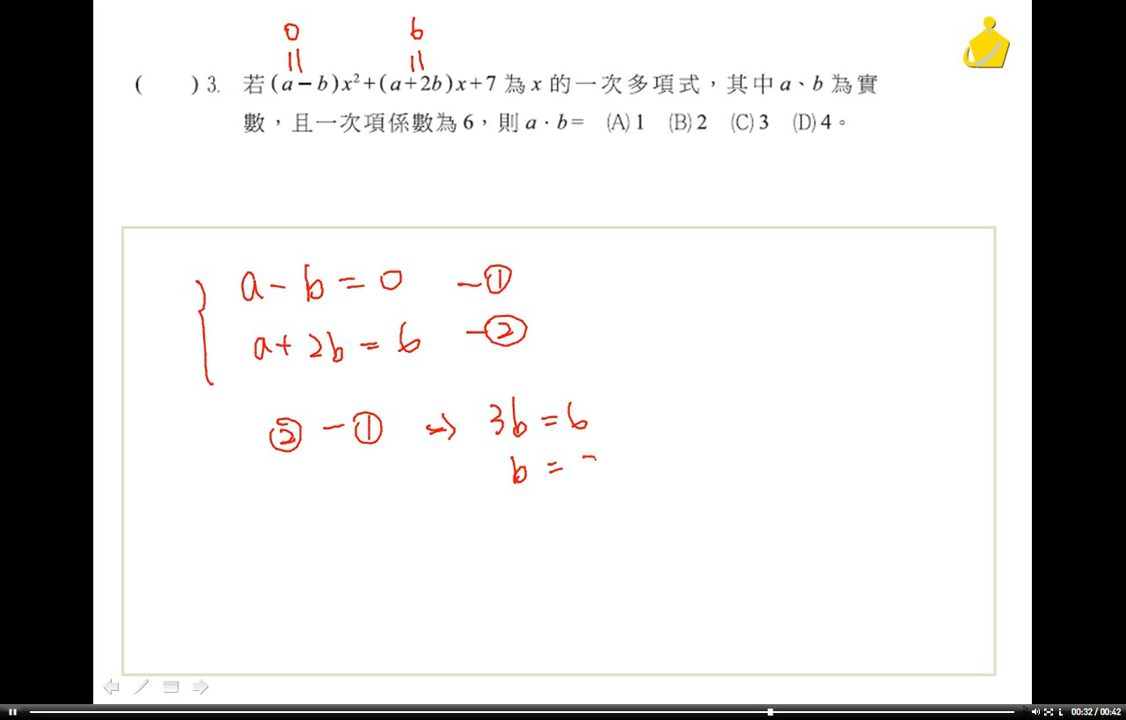 0 6
|| ||
( ) 3. 若(a-b)x²+(a+2b)x+7 為 x 的一次多項式，其中 a、b 為實
數，且一次項係數為 6，則 a·b= (A) 1 (B) 2 (C) 3 (D) 4。
a-b=0 -①
a+2b=6 -②
②-① → 3b=6
b =
00:32 / 00:42